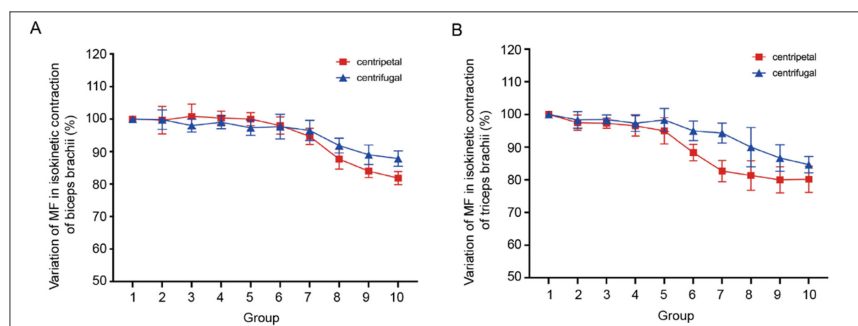 A
120
110
100
90
80
70
60
50
Variation of MF in isokinetic contraction
of biceps brachii (%)
centripetal
centrifugal
1 2 3 4 5 6 7 8 9 10
Group
B
120
110
100
90
80
70
60
50
Variation of MF in isokinetic contraction
of triceps brachii (%)
centripetal
centrifugal
1 2 3 4 5 6 7 8 9 10
Group